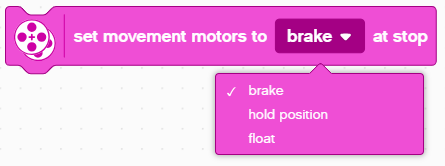 set movement motors to brake at stop
✓ brake
hold position
float